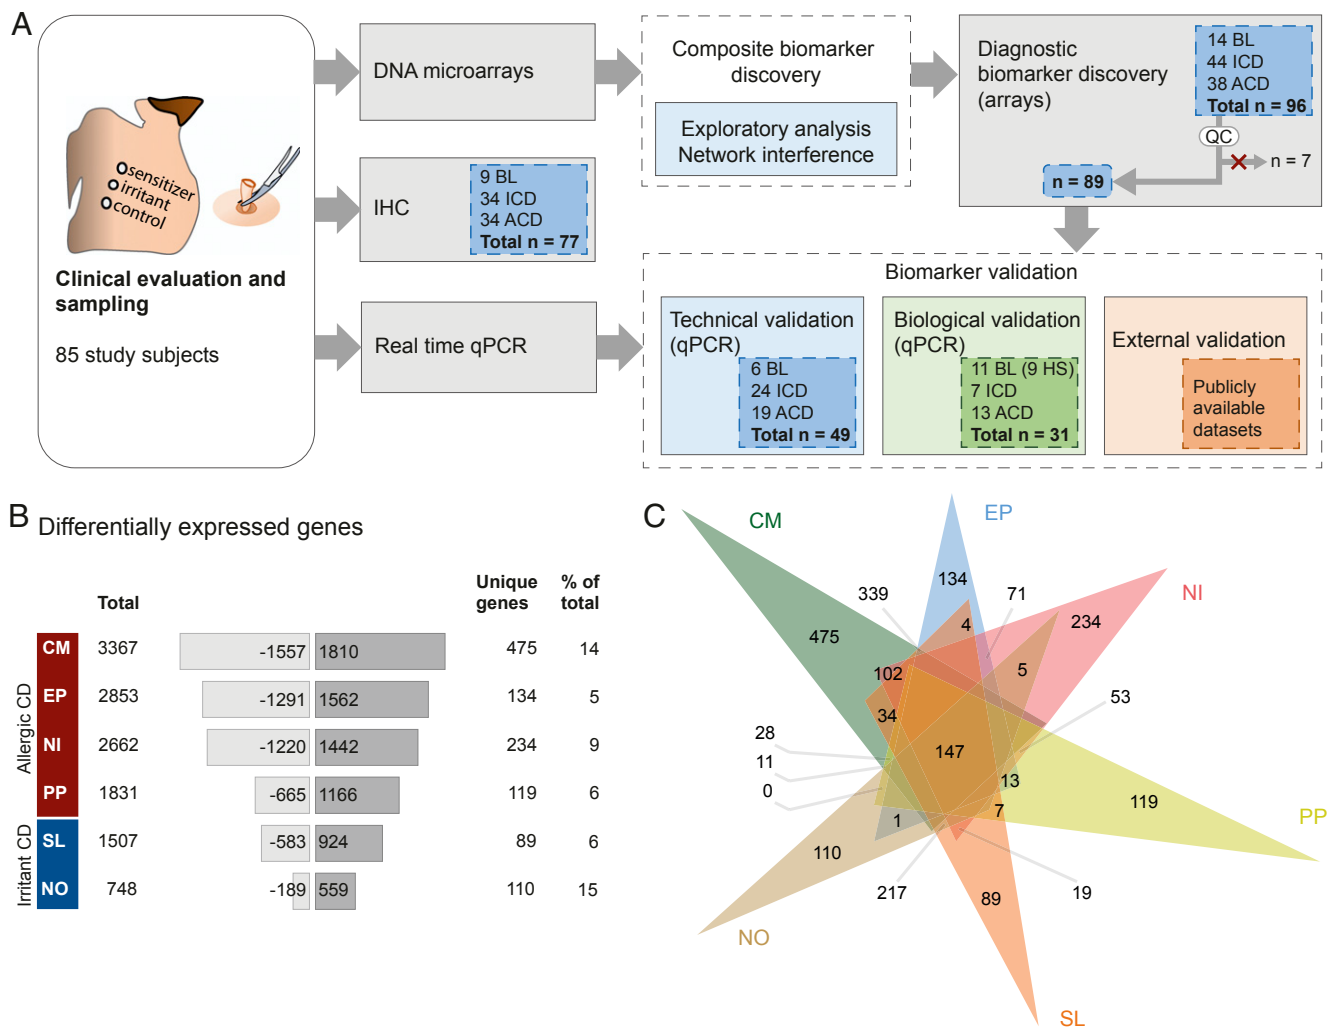 A
sensitizer
irritant
control
Clinical evaluation and
sampling
85 study subjects
DNA microarrays
IHC
9 BL
34 ICD
34 ACD
Total n = 77
Real time qPCR
Composite biomarker
discovery
Exploratory analysis
Network interference
Diagnostic
biomarker discovery
(arrays)
14 BL
44 ICD
38 ACD
Total n = 96
QC
n = 7
n = 89
Biomarker validation
Technical validation
(qPCR)
6 BL
24 ICD
19 ACD
Total n = 49
Biological validation
(qPCR)
11 BL (9 HS)
7 ICD
13 ACD
Total n = 31
External validation
Publicly
available
datasets
B
Differentially expressed genes
Total
Unique
genes
% of
total
Allergic CD
CM 3367 -1557 1810 475 14
EP 2853 -1291 1562 134 5
NI 2662 -1220 1442 234 9
PP 1831 -665 1166 119 6
Irritant CD
SL 1507 -583 924 89 6
NO 748 -189 559 110 15
C
CM
EP
NI
PP
SL
NO
134
339
71
4
234
475
102
5
53
34
28
147
11
13
0
119
7
1
110
217
89
19